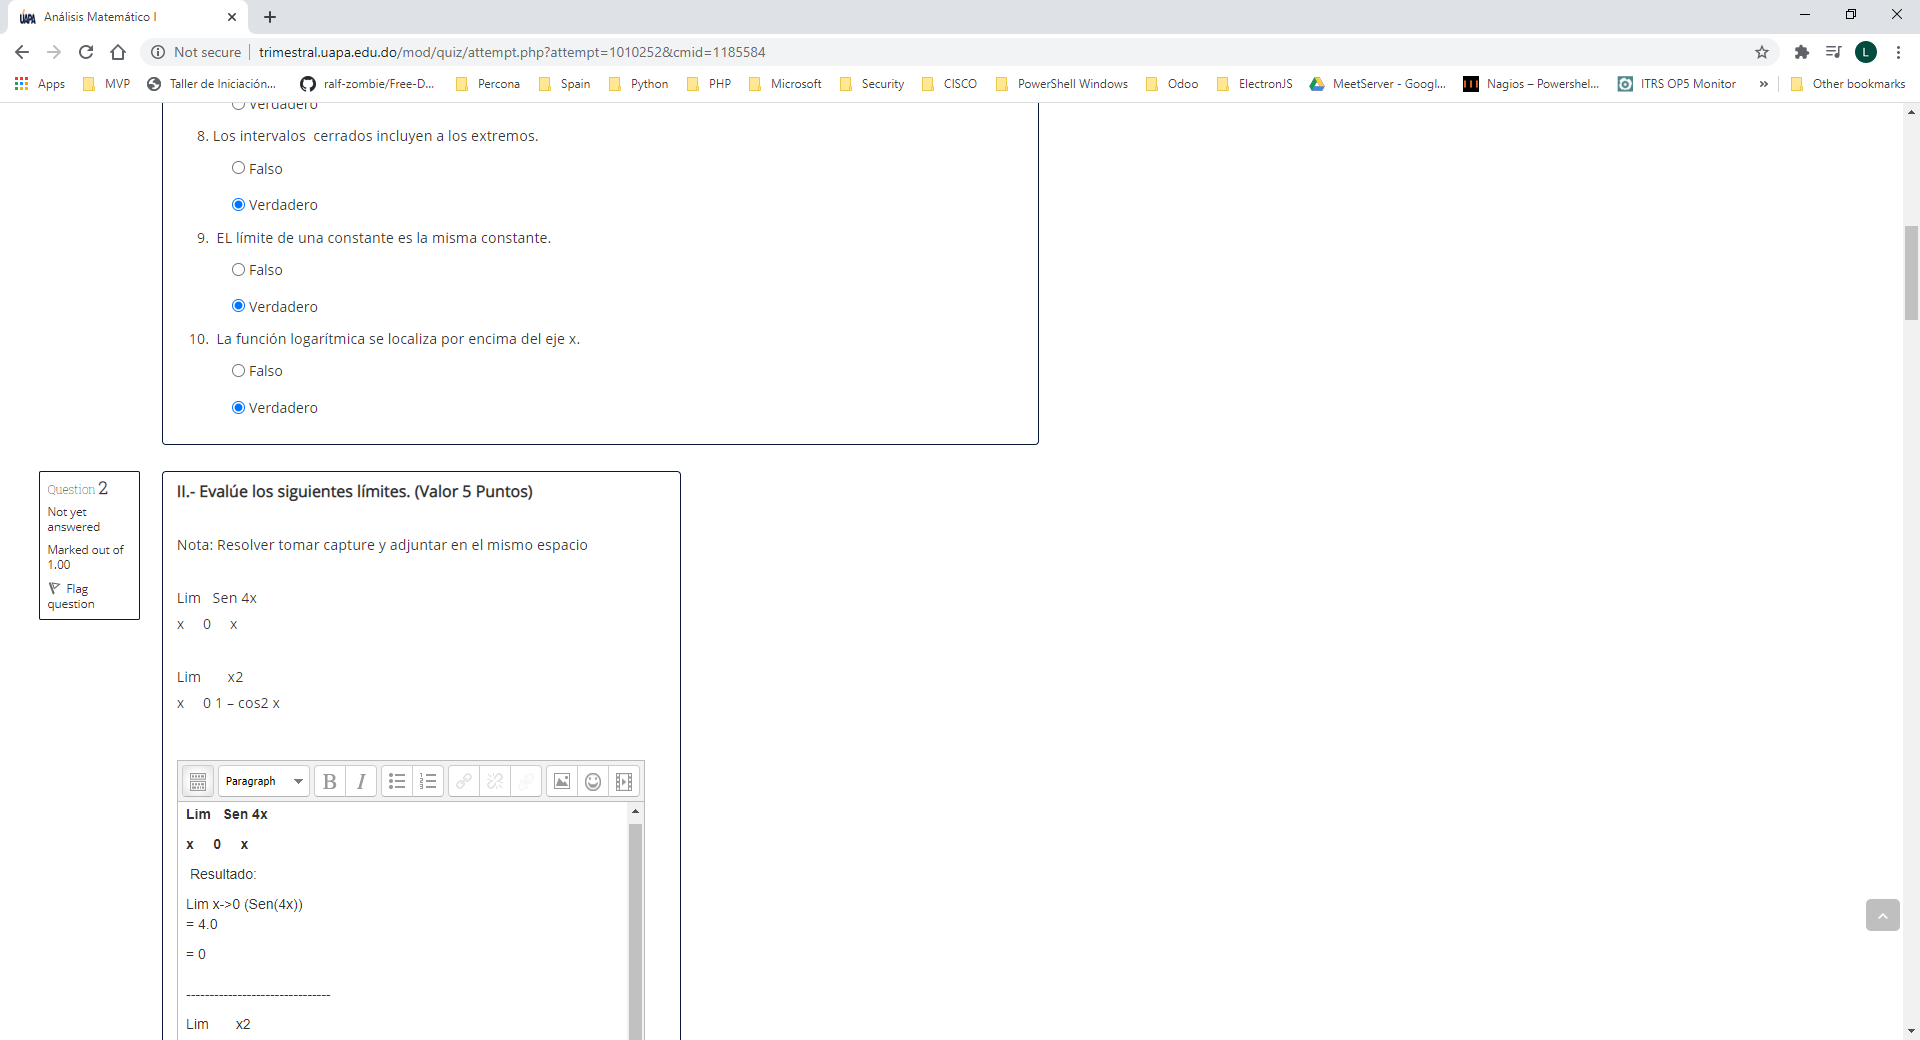 UAPA Análisis Matemático I
Not secure trimestral.uapa.edu.do/mod/quiz/attempt.php?attempt=1010252&cmid=1185584 L
Apps MVP Taller de Iniciación... ralf-zombie/Free-D... Percona Spain Python PHP Microsoft Security CISCO PowerShell Windows Odoo ElectronJS MeetServer - Googl... Nagios – Powershel... ITRS OP5 Monitor » Other bookmarks
Verdadero
8. Los intervalos cerrados incluyen a los extremos.
Falso
Verdadero
9. EL límite de una constante es la misma constante.
Falso
Verdadero
10. La función logarítmica se localiza por encima del eje x.
Falso
Verdadero
Question 2
Not yet
answered
Marked out of
1.00
Flag
question
II.- Evalúe los siguientes límites. (Valor 5 Puntos)
Nota: Resolver tomar capture y adjuntar en el mismo espacio
Lim Sen 4x
x 0 x
Lim x2
x 0 1 – cos2 x
Paragraph B I
Lim Sen 4x
x 0 x
Resultado:
Lim x->0 (Sen(4x))
= 4.0
= 0
-------------------------------
Lim x2